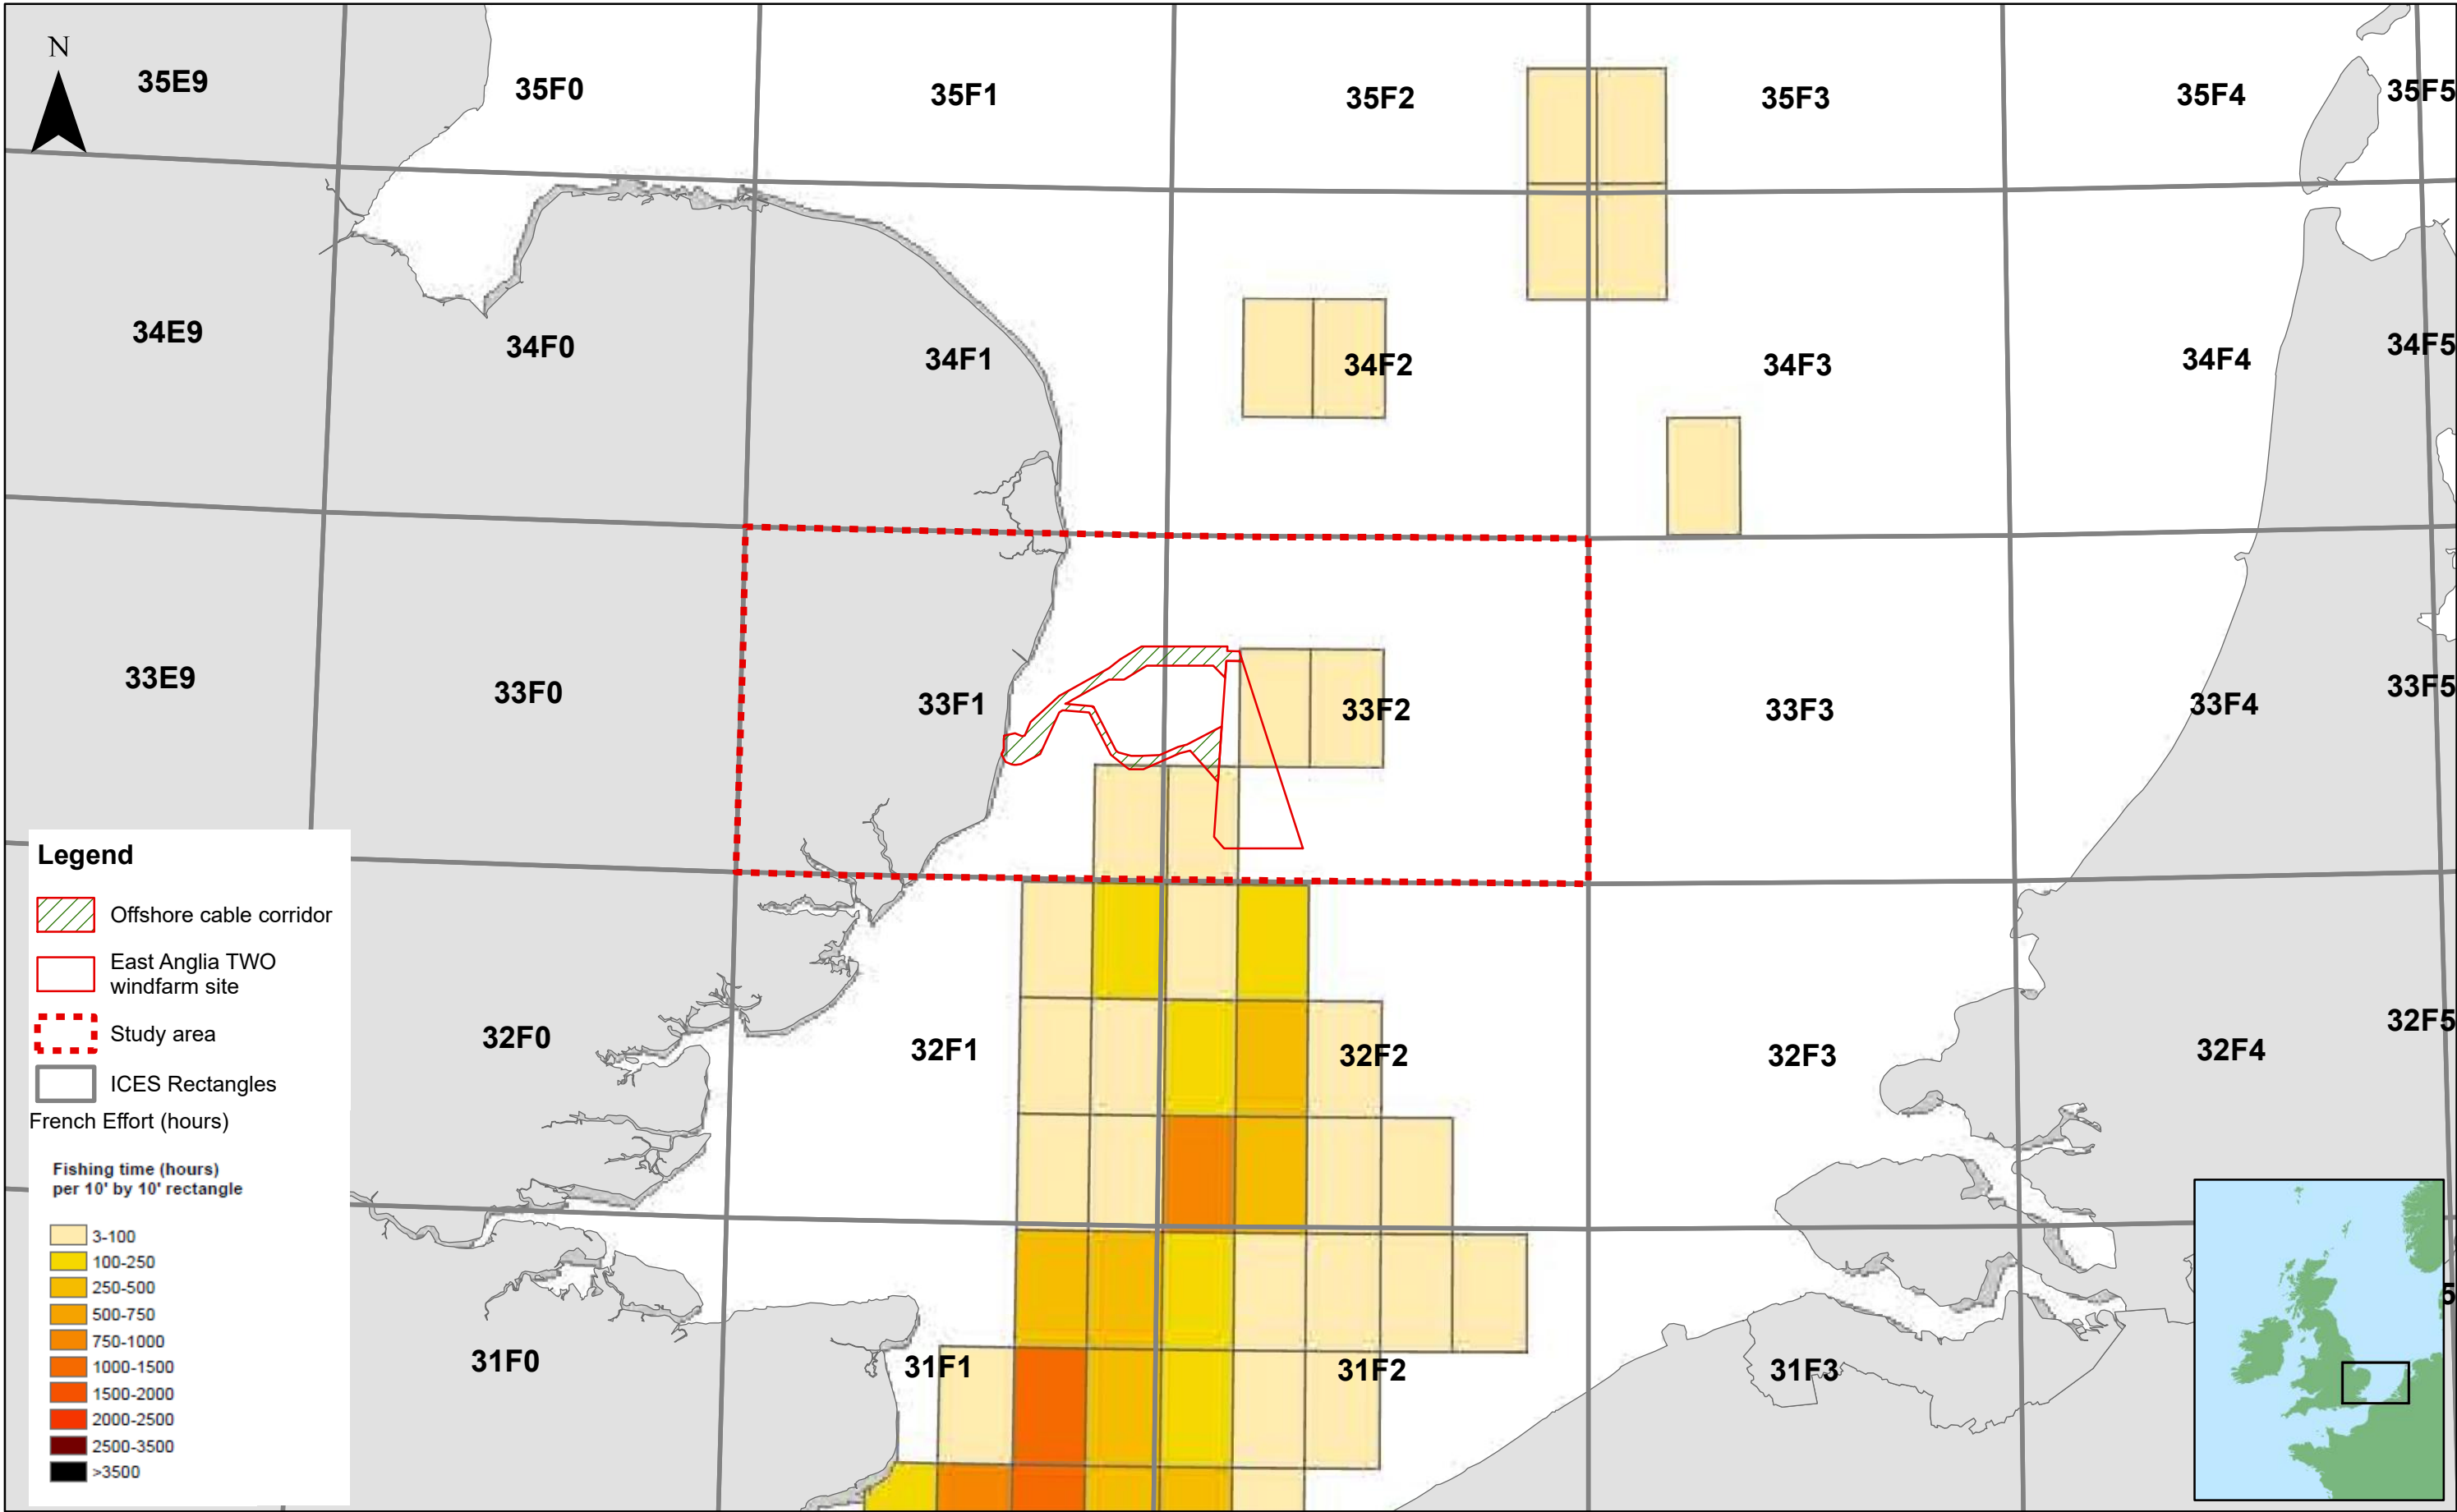 N
35E9
35F0
35F1
35F2
35F3
35F4
35F5
34E9
34F0
34F1
34F2
34F3
34F4
34F5
33E9
33F0
33F1
33F2
33F3
33F4
33F5
32F0
32F1
32F2
32F3
32F4
32F5
31F0
31F1
31F2
31F3
5
Legend
Offshore cable corridor
East Anglia TWO
windfarm site
Study area
ICES Rectangles
French Effort (hours)
Fishing time (hours)
per 10' by 10' rectangle
3-100
100-250
250-500
500-750
750-1000
1000-1500
1500-2000
2000-2500
2500-3500
>3500